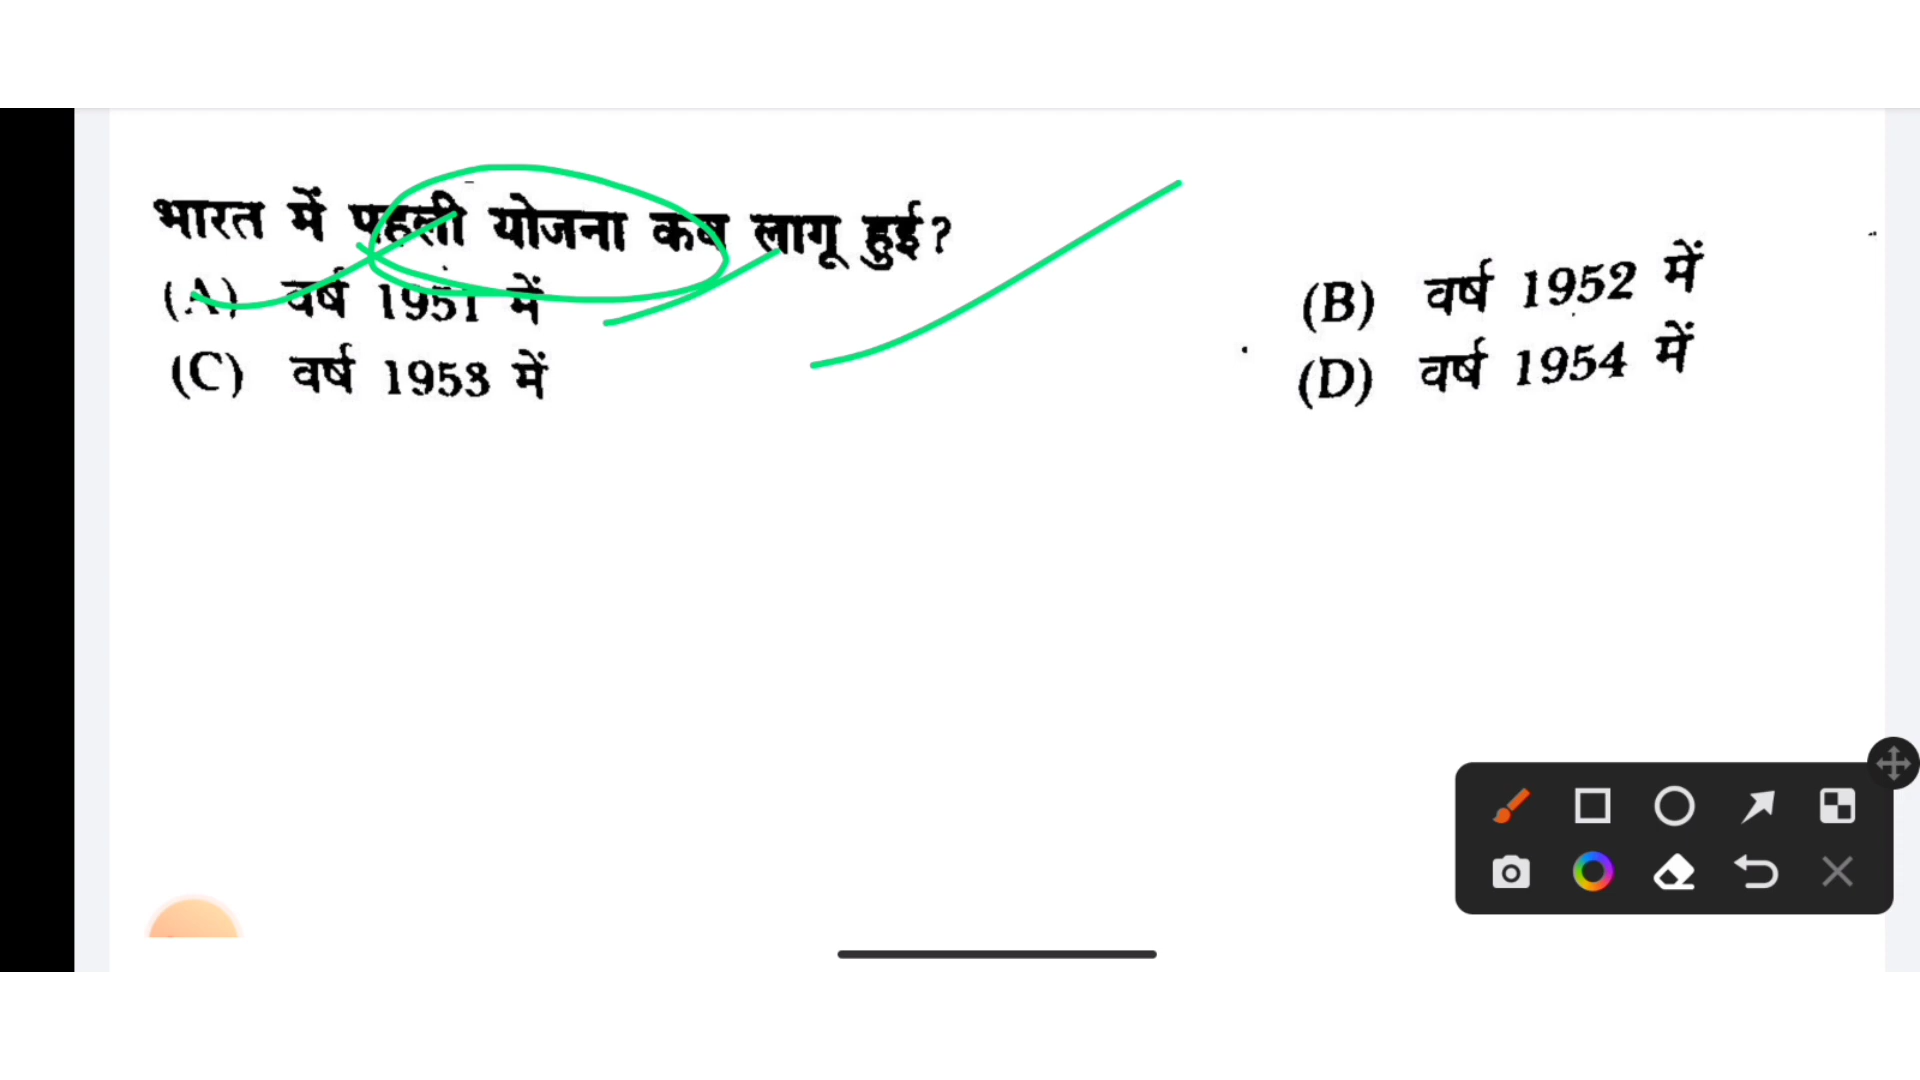 भारत में पहली योजना कब लागू हुई?
(A) वर्ष 1951 में
(B) वर्ष 1952 में
(C) वर्ष 1953 में
(D) वर्ष 1954 में